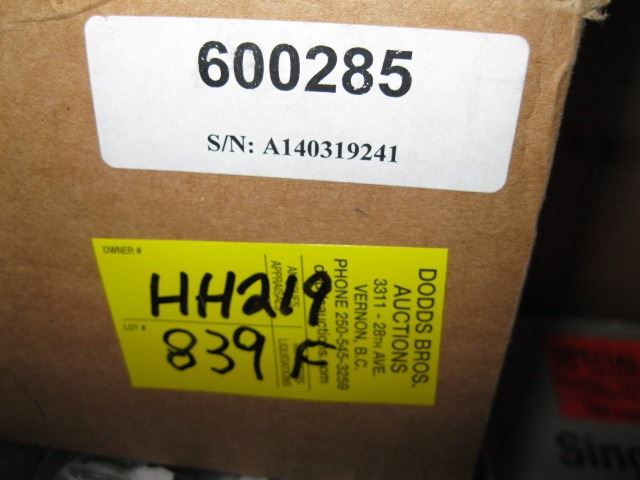 600285
S/N: A140319241
OWNER #
HH219
LOT #
839 F
DODDS BROS.
AUCTIONS
3311 - 28TH AVE.
VERNON, B.C.
PHONE 250-545-3259
APPRAISALS LIQUIDATIONS
Sing